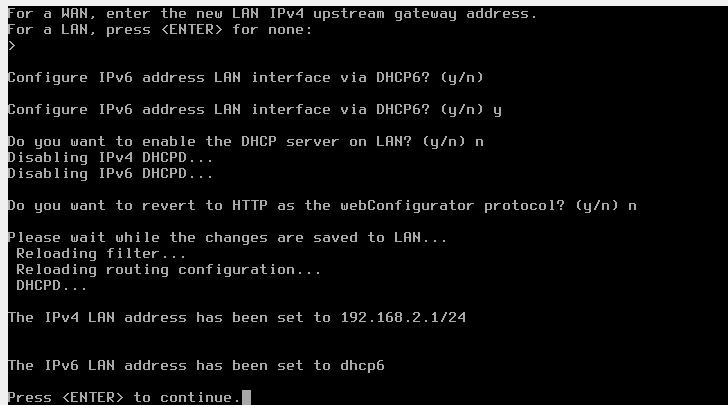 For a WAN, enter the new LAN IPv4 upstream gateway address.
For a LAN, press <ENTER> for none:
>
Configure IPv6 address LAN interface via DHCP6? (y/n)
Configure IPv6 address LAN interface via DHCP6? (y/n) y
Do you want to enable the DHCP server on LAN? (y/n) n
Disabling IPv4 DHCPD...
Disabling IPv6 DHCPD...
Do you want to revert to HTTP as the webConfigurator protocol? (y/n) n
Please wait while the changes are saved to LAN...
Reloading filter...
Reloading routing configuration...
DHCPD...
The IPv4 LAN address has been set to 192.168.2.1/24
The IPv6 LAN address has been set to dhcp6
Press <ENTER> to continue.